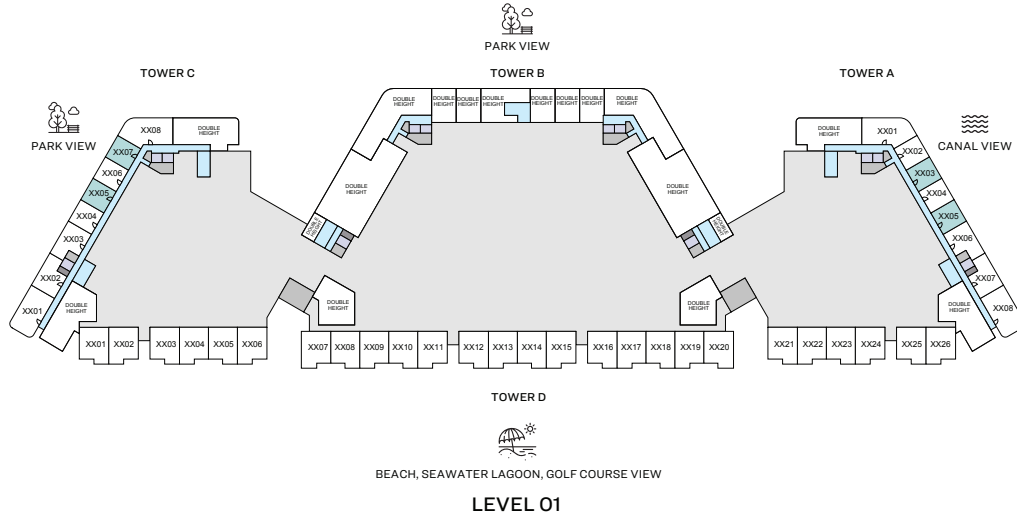 PARK VIEW
TOWER C
TOWER B
TOWER A
PARK VIEW
CANAL VIEW
XX08
DOUBLE
HEIGHT
XX07
XX06
XX05
XX04
XX03
XX02
XX01
DOUBLE
HEIGHT
DOUBLE
HEIGHT
DOUBLE
HEIGHT
DOUBLE
HEIGHT
DOUBLE
HEIGHT
DOUBLE
HEIGHT
DOUBLE
HEIGHT
DOUBLE
HEIGHT
DOUBLE
HEIGHT
DOUBLE
HEIGHT
DOUBLE
HEIGHT
DOUBLE
HEIGHT
DOUBLE
HEIGHT
DOUBLE
HEIGHT
DOUBLE
HEIGHT
DOUBLE
HEIGHT
XX01
XX02
XX03
XX04
XX05
XX06
XX07
XX08
DOUBLE
HEIGHT
XX01
XX02
XX03
XX04
XX05
XX06
XX07
XX08
XX09
XX10
XX11
XX12
XX13
XX14
XX15
XX16
XX17
XX18
XX19
XX20
XX21
XX22
XX23
XX24
XX25
XX26
TOWER D
BEACH, SEAWATER LAGOON, GOLF COURSE VIEW
LEVEL 01